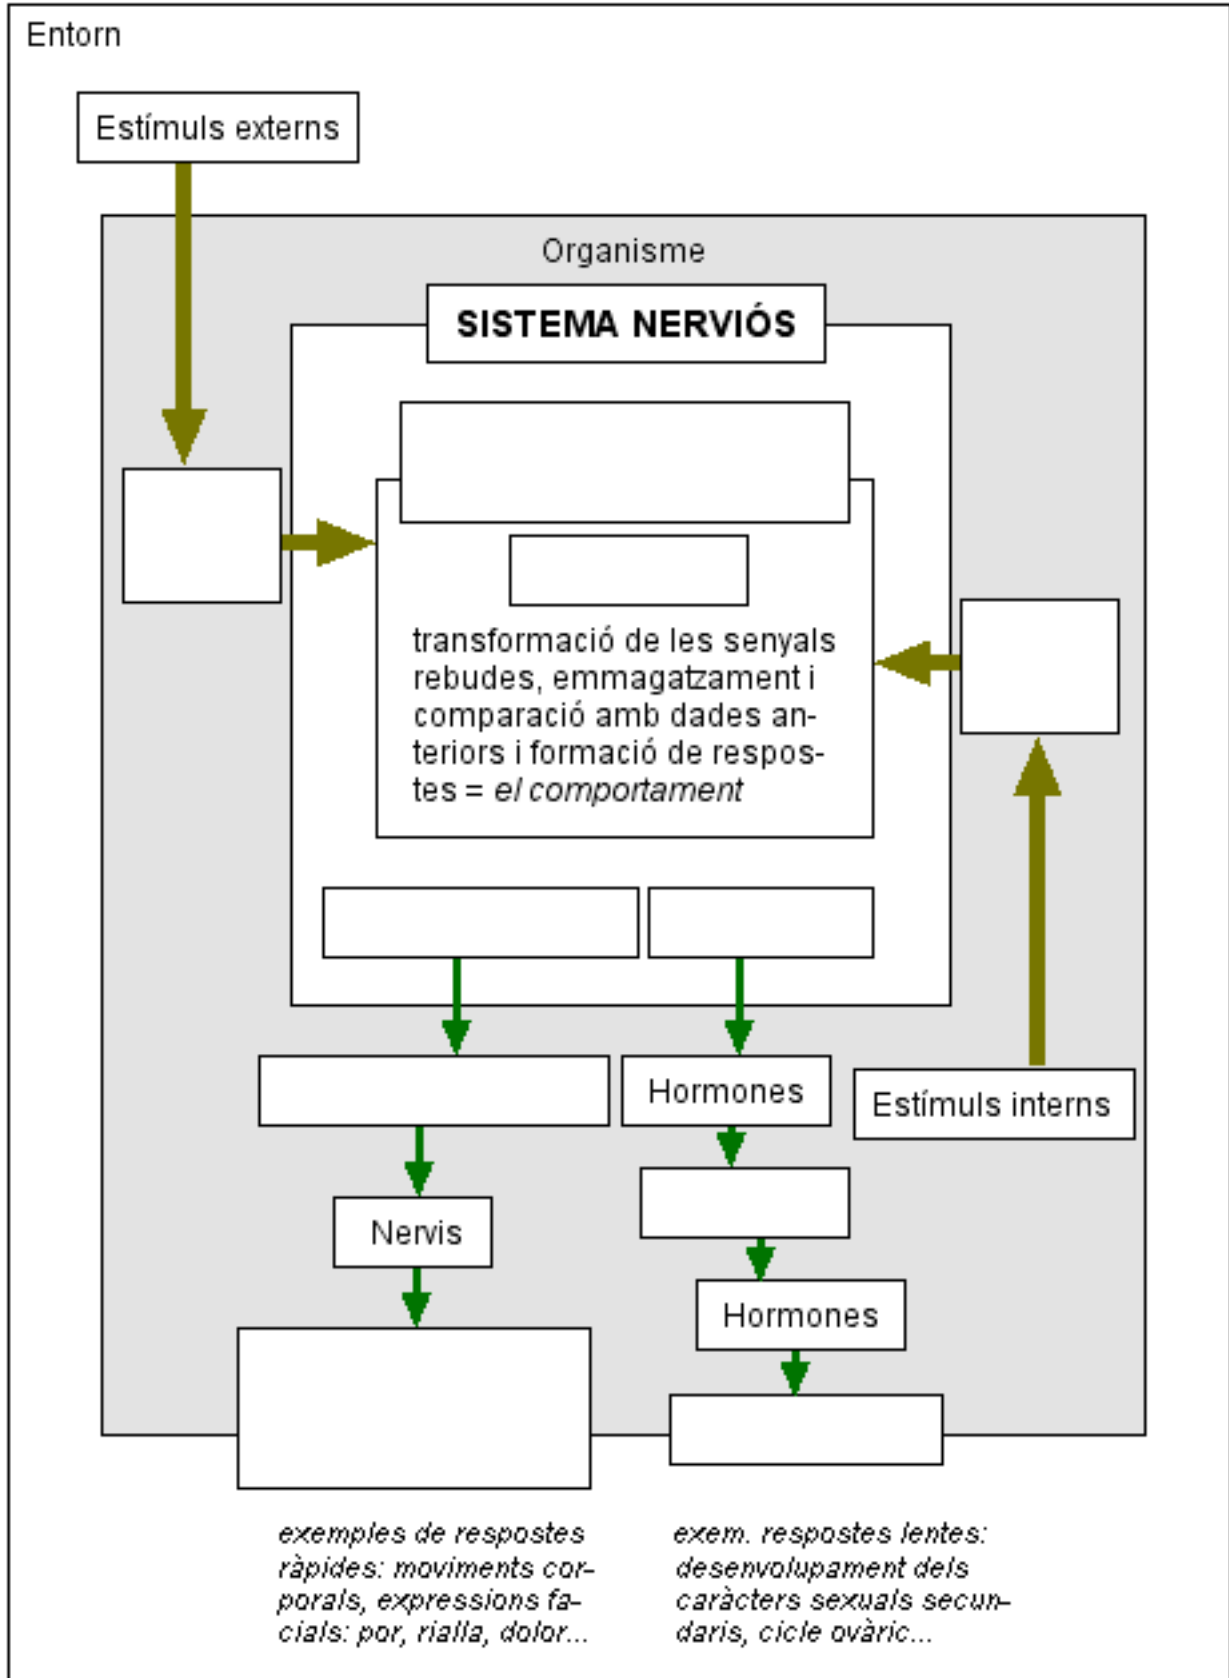 Entorn
Estímuls externs
Organisme
SISTEMA NERVIÓS
transformació de les senyals
rebudes, emmagatzament i
comparació amb dades an-
teriors i formació de respos-
tes = el comportament
Hormones
Estímuls interns
Nervis
Hormones
exemples de respostes
ràpides: moviments cor-
porals, expressions fa-
cials: por, rialla, dolor...
exem. respostes lentes:
desenvolupament dels
caràcters sexuals secun-
daris, cicle ovàric...